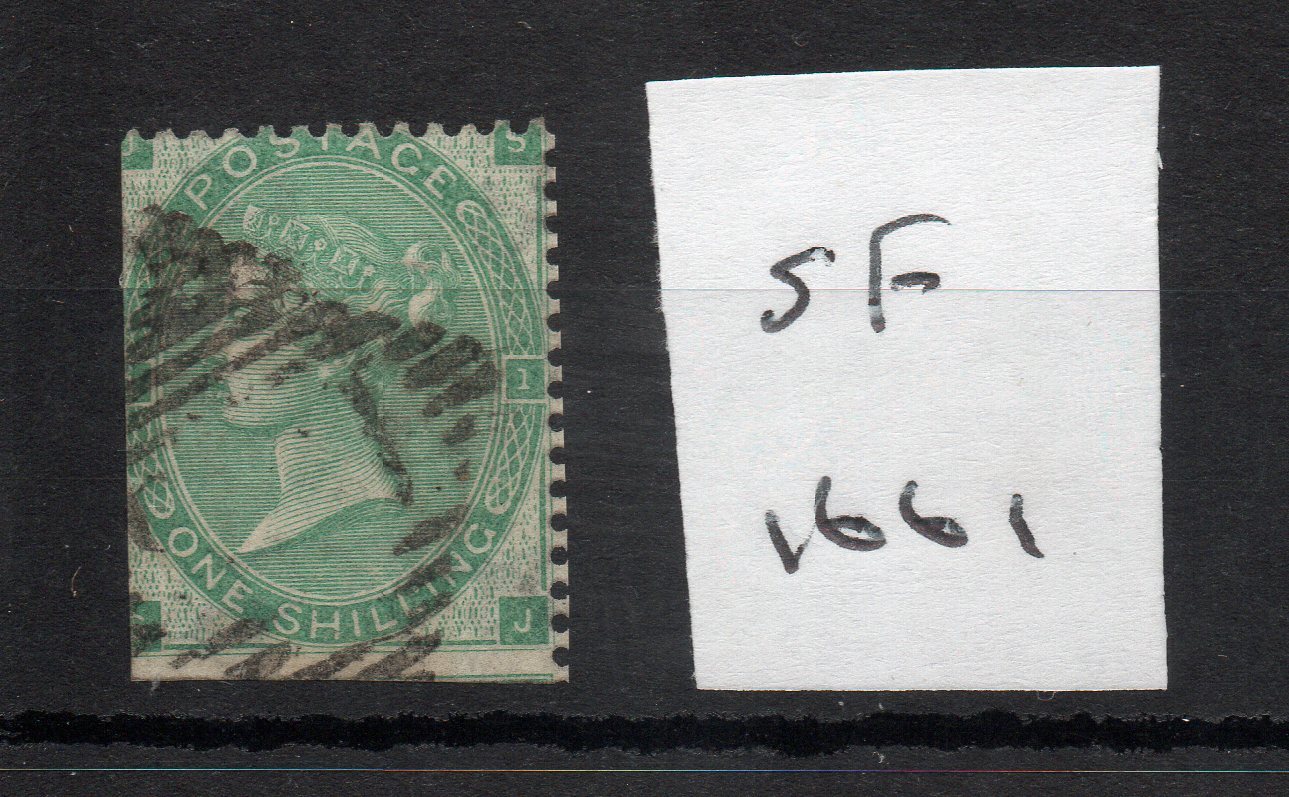 S
POSTAGE
1
ONE SHILLING
J
SF
1661